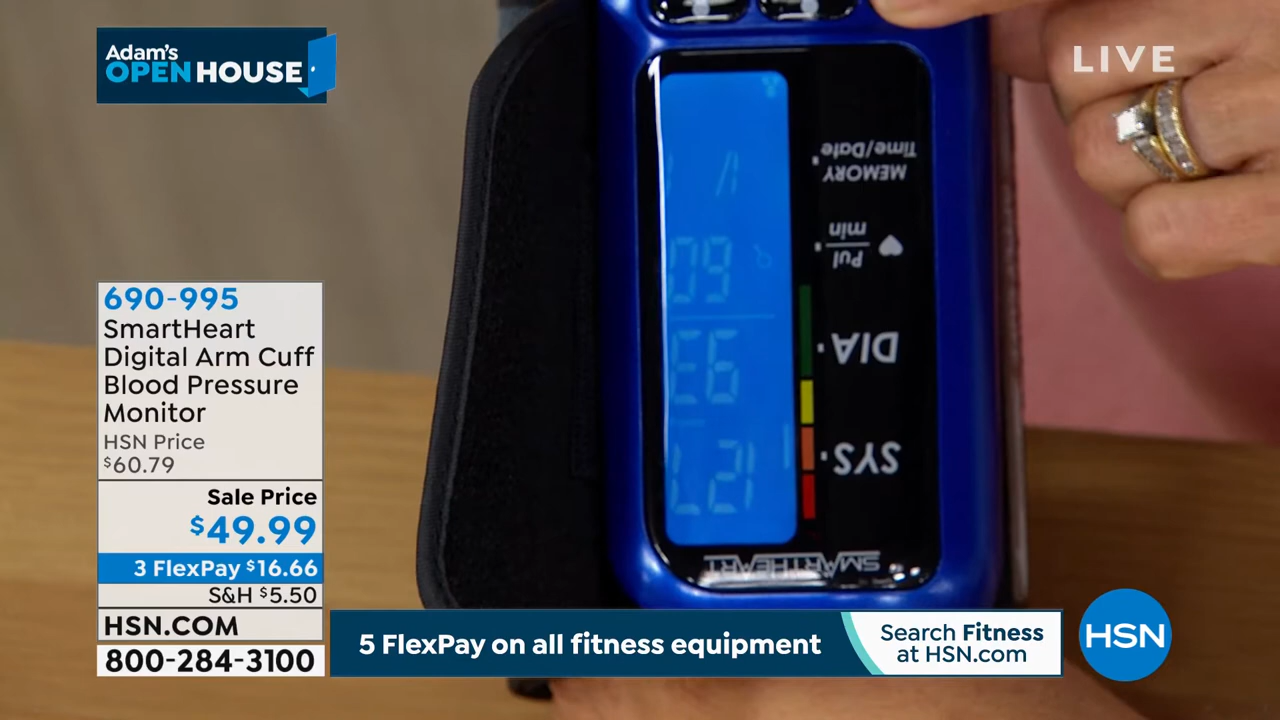 Adam's
OPEN HOUSE
LIVE
690-995
SmartHeart
Digital Arm Cuff
Blood Pressure
Monitor
HSN Price
$60.79
Sale Price
$49.99
3 FlexPay $16.66
S&H $5.50
HSN.COM
800-284-3100
SMARTHEART
SYS.
DIA.
Pul
min
MEMORY
Time/Date
5 FlexPay on all fitness equipment
Search Fitness
at HSN.com
HSN